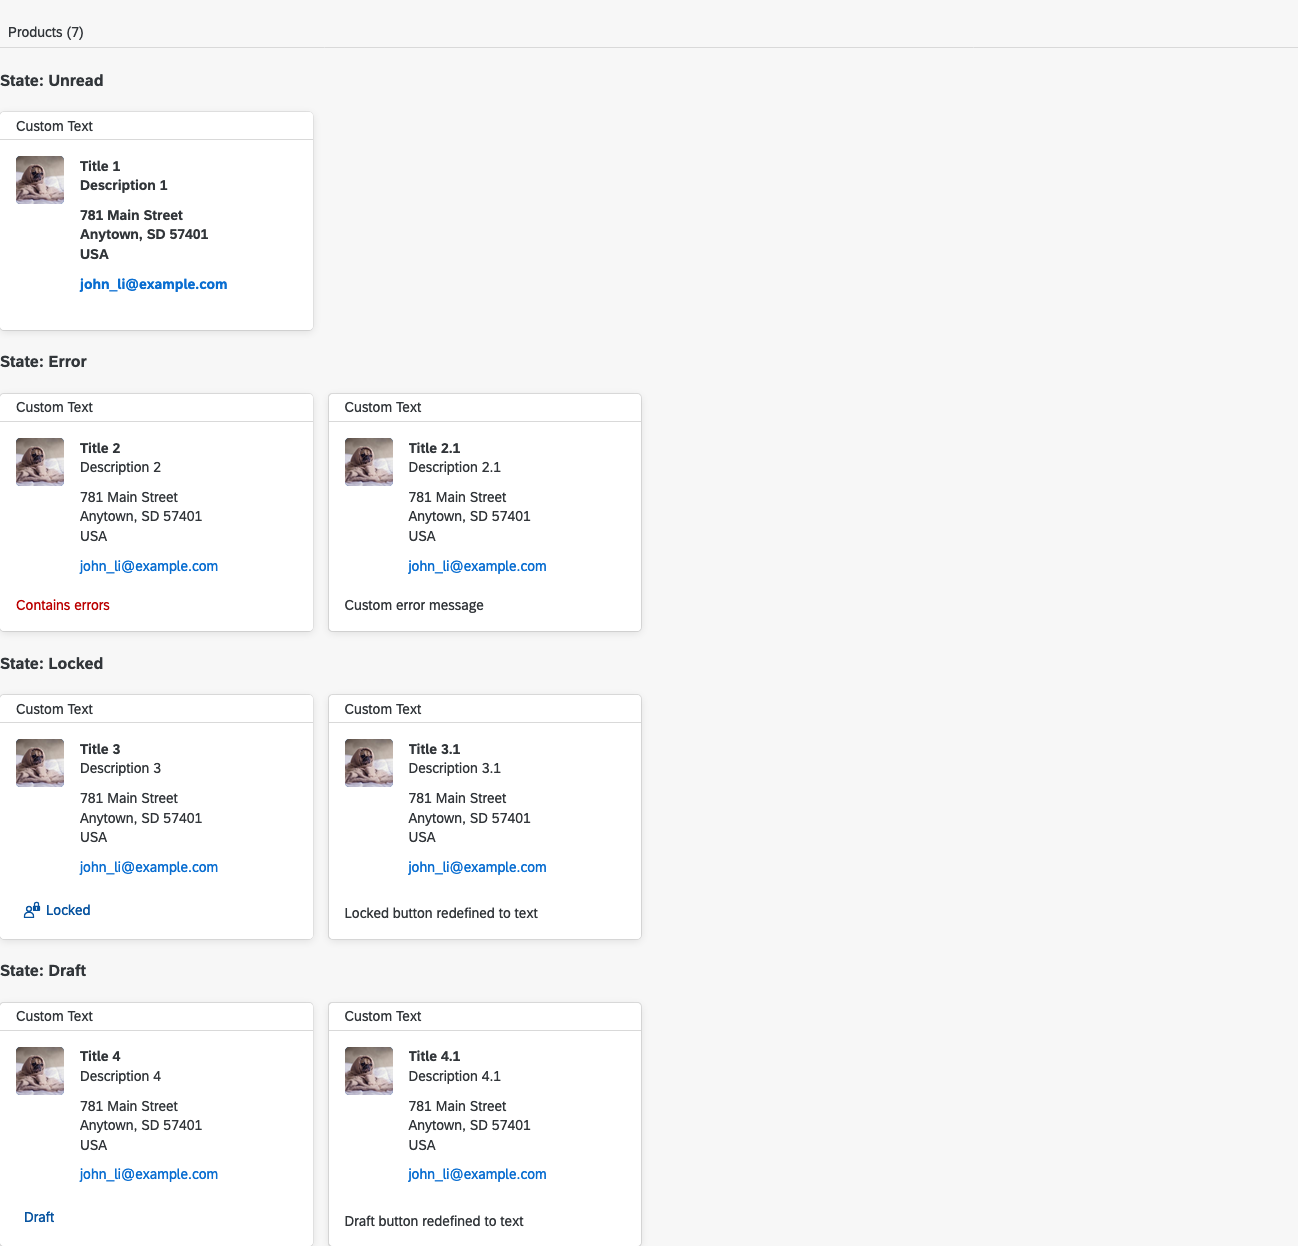 Products (7)
State: Unread
Custom Text
Title 1
Description 1
781 Main Street
Anytown, SD 57401
USA
john_li@example.com
State: Error
Custom Text
Title 2
Description 2
781 Main Street
Anytown, SD 57401
USA
john_li@example.com
Contains errors
Custom Text
Title 2.1
Description 2.1
781 Main Street
Anytown, SD 57401
USA
john_li@example.com
Custom error message
State: Locked
Custom Text
Title 3
Description 3
781 Main Street
Anytown, SD 57401
USA
john_li@example.com
Locked
Custom Text
Title 3.1
Description 3.1
781 Main Street
Anytown, SD 57401
USA
john_li@example.com
Locked button redefined to text
State: Draft
Custom Text
Title 4
Description 4
781 Main Street
Anytown, SD 57401
USA
john_li@example.com
Draft
Custom Text
Title 4.1
Description 4.1
781 Main Street
Anytown, SD 57401
USA
john_li@example.com
Draft button redefined to text